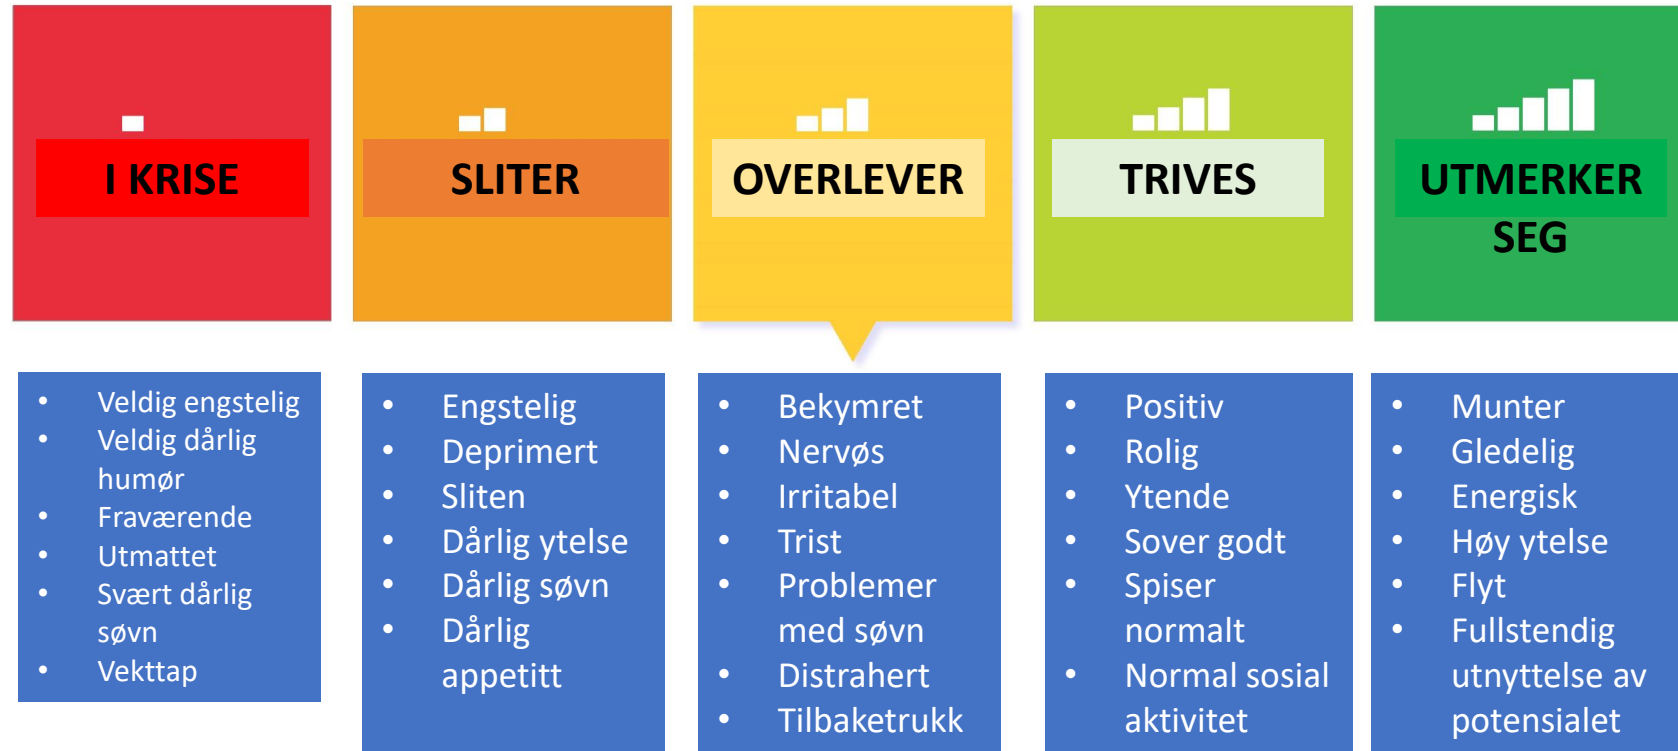 I KRISE
SLITER
OVERLEVER
TRIVES
UTMERKER
SEG
• Veldig engstelig
• Veldig dårlig
humør
• Fraværende
• Utmattet
• Svært dårlig
søvn
• Vekttap
• Engstelig
• Deprimert
• Sliten
• Dårlig ytelse
• Dårlig søvn
• Dårlig
appetitt
• Bekymret
• Nervøs
• Irritabel
• Trist
• Problemer
med søvn
• Distrahert
• Tilbaketrukk
• Positiv
• Rolig
• Ytende
• Sover godt
• Spiser
normalt
• Normal sosial
aktivitet
• Munter
• Gledelig
• Energisk
• Høy ytelse
• Flyt
• Fullstendig
utnyttelse av
potensialet